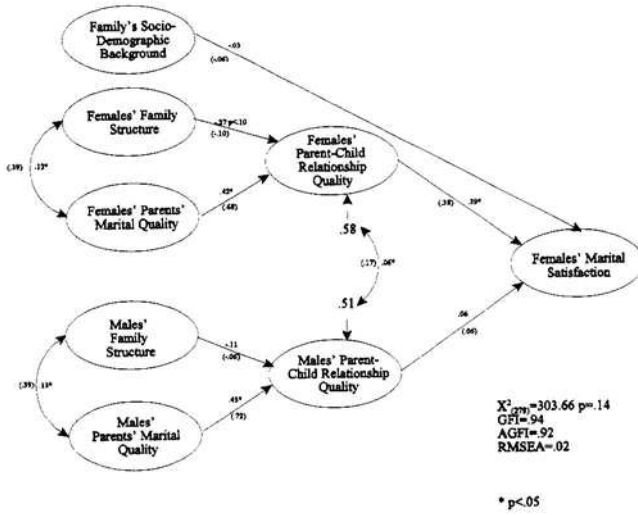 Family's Socio-
Demographic
Background
-.03
(-.06)
Females' Family
Structure
-.27 p<.10
(-.10)
Females'
Parent-Child
Relationship
Quality
(.39)
.13*
.42*
(.68)
Females' Parents'
Marital Quality
(.38)
.39*
.58
(.17)
.06*
.51
Females' Marital
Satisfaction
Males'
Family
Structure
-.11
(-.06)
.06
(.06)
Males' Parent-
Child Relationship
Quality
(.39)
.13*
.45*
(.72)
Males'
Parents' Marital
Quality
X²(279)=303.66 p=.14
GFI=.94
AGFI=.92
RMSEA=.02
* p<.05